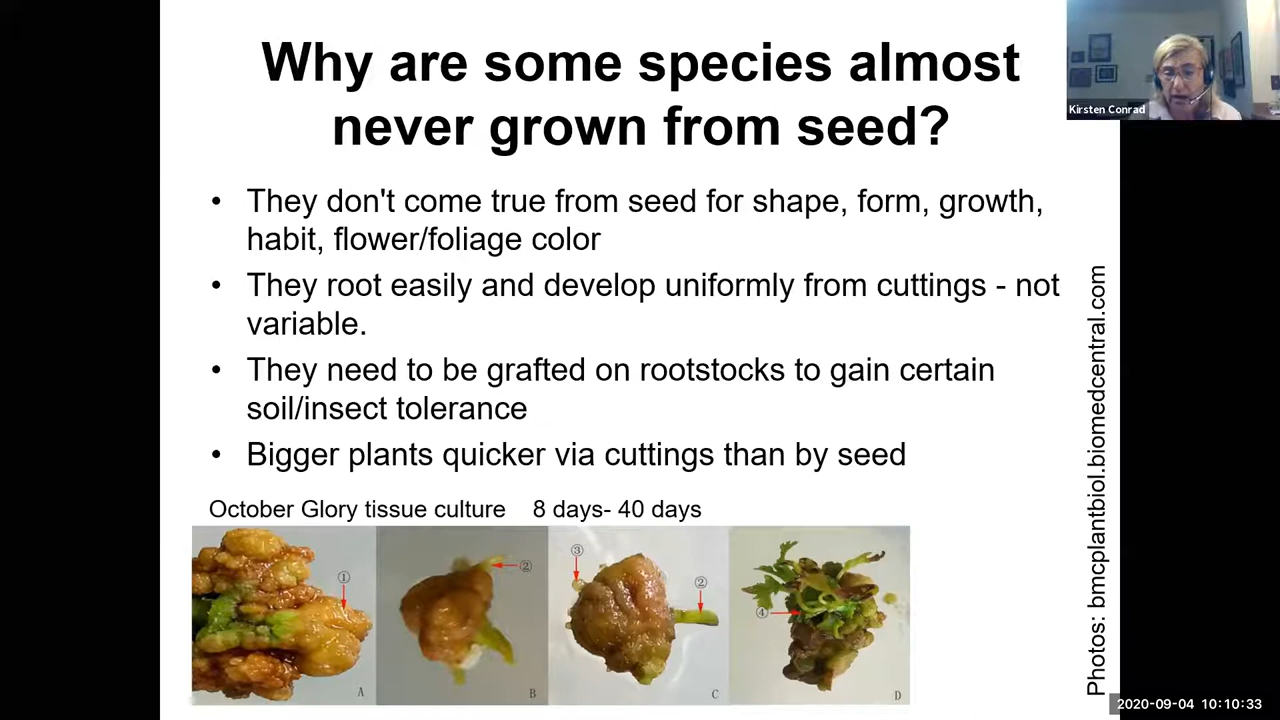 Why are some species almost
never grown from seed?
Kirsten Conrad
• They don't come true from seed for shape, form, growth,
habit, flower/foliage color
• They root easily and develop uniformly from cuttings - not
variable.
• They need to be grafted on rootstocks to gain certain
soil/insect tolerance
• Bigger plants quicker via cuttings than by seed
October Glory tissue culture 8 days- 40 days
① A
② B
③ ② C
④ D
Photos: bmcplantbiol.biomedcentral.com
2020-09-04 10:10:33